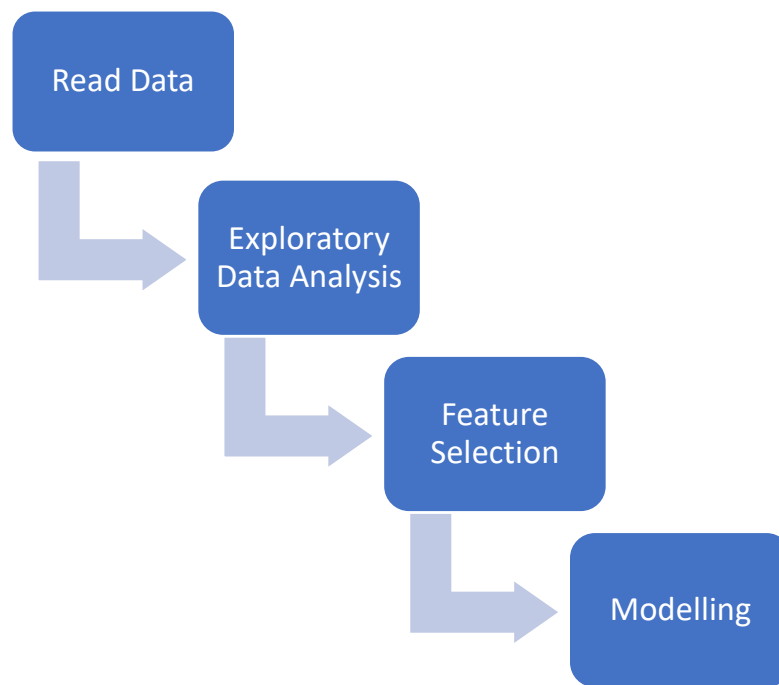 Read Data
Exploratory
Data Analysis
Feature
Selection
Modelling